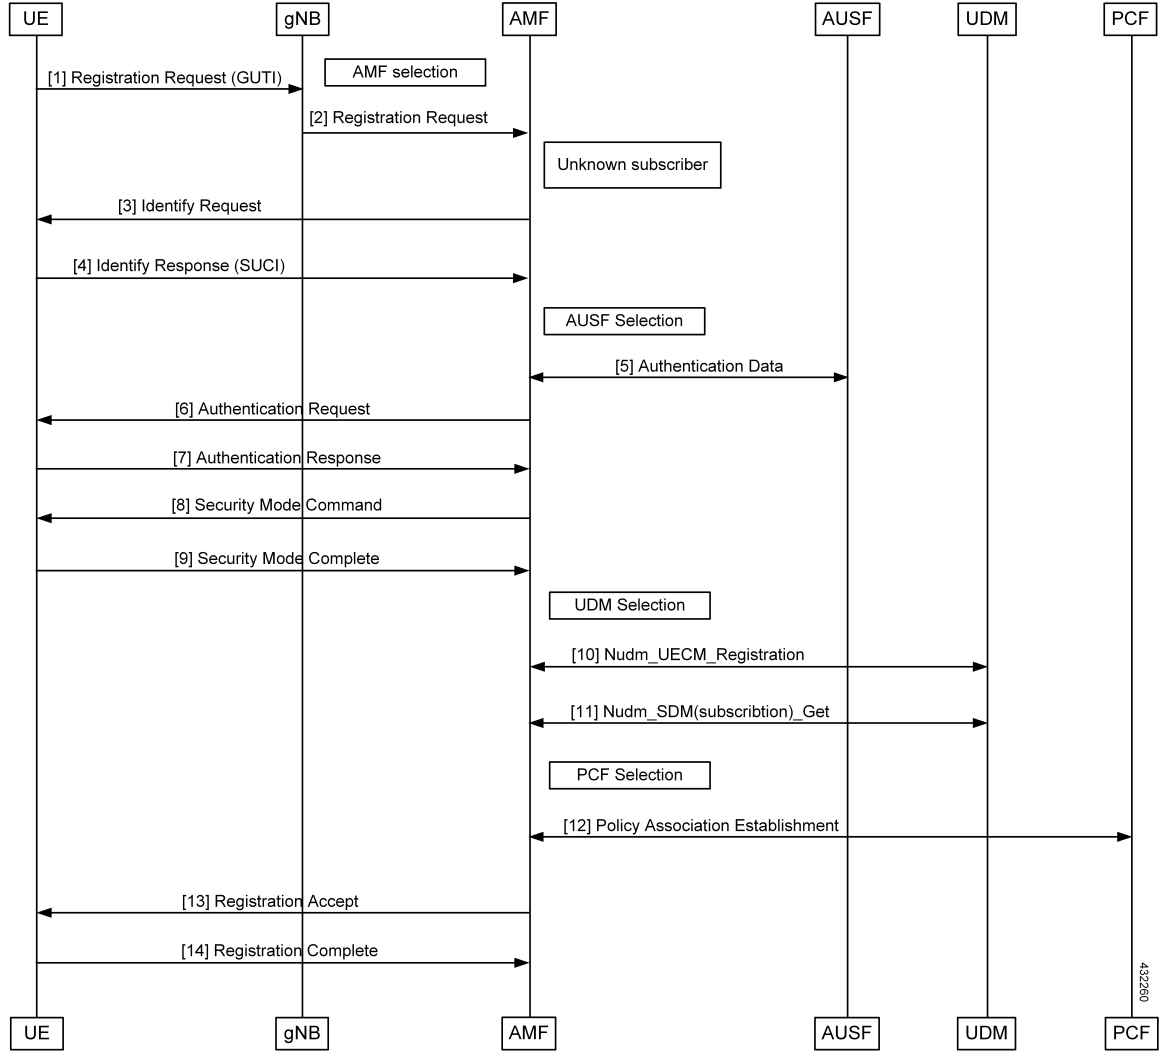 UE
gNB
AMF
AUSF
UDM
PCF
[1] Registration Request (GUTI)
AMF selection
[2] Registration Request
Unknown subscriber
[3] Identify Request
[4] Identify Response (SUCI)
AUSF Selection
[5] Authentication Data
[6] Authentication Request
[7] Authentication Response
[8] Security Mode Command
[9] Security Mode Complete
UDM Selection
[10] Nudm_UECM_Registration
[11] Nudm_SDM(subscribtion)_Get
PCF Selection
[12] Policy Association Establishment
[13] Registration Accept
[14] Registration Complete
432260
UE
gNB
AMF
AUSF
UDM
PCF